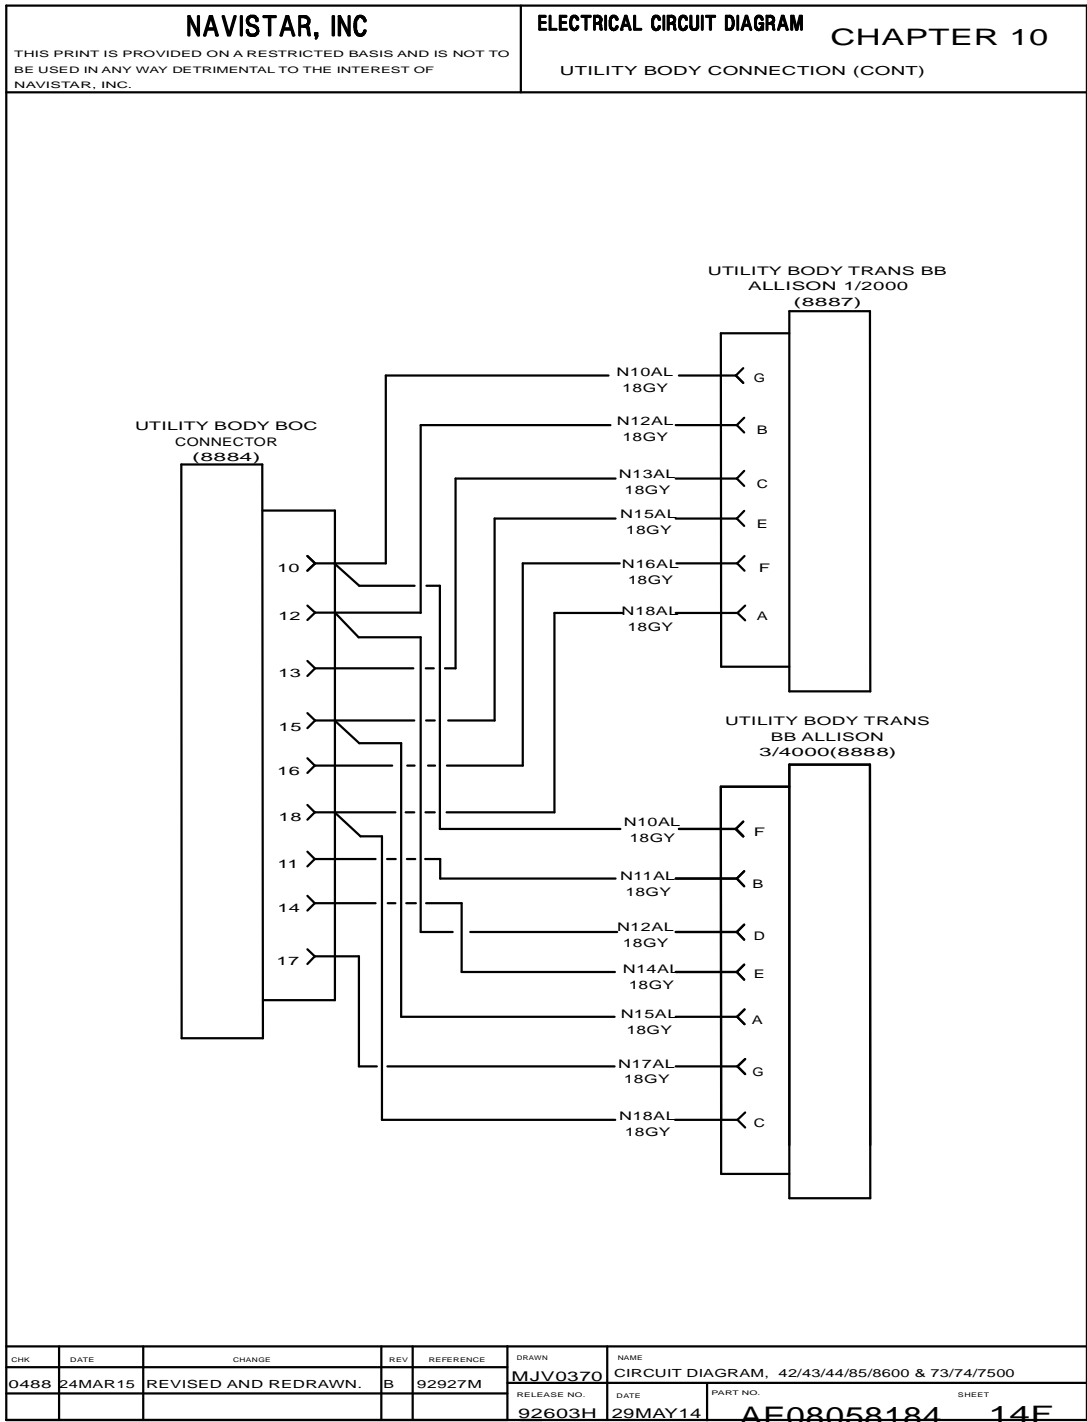 NAVISTAR, INC
THIS PRINT IS PROVIDED ON A RESTRICTED BASIS AND IS NOT TO
BE USED IN ANY WAY DETRIMENTAL TO THE INTEREST OF
NAVISTAR, INC.
ELECTRICAL CIRCUIT DIAGRAM
CHAPTER 10
UTILITY BODY CONNECTION (CONT)
UTILITY BODY TRANS BB
ALLISON 1/2000
(8887)
N10AL
18GY
G
N12AL
18GY
B
N13AL
18GY
C
N15AL
18GY
E
N16AL
18GY
F
N18AL
18GY
A
UTILITY BODY BOC
CONNECTOR
(8884)
10
12
13
15
16
18
11
14
17
UTILITY BODY TRANS
BB ALLISON
3/4000(8888)
N10AL
18GY
F
N11AL
18GY
B
N12AL
18GY
D
N14AL
18GY
E
N15AL
18GY
A
N17AL
18GY
G
N18AL
18GY
C
CHK DATE CHANGE REV REFERENCE
0488 24MAR15 REVISED AND REDRAWN. B 92927M
DRAWN
MJV0370
NAME
CIRCUIT DIAGRAM, 42/43/44/85/8600 & 73/74/7500
RELEASE NO.
92603H
DATE
29MAY14
PART NO.
AF08058184
SHEET
14F